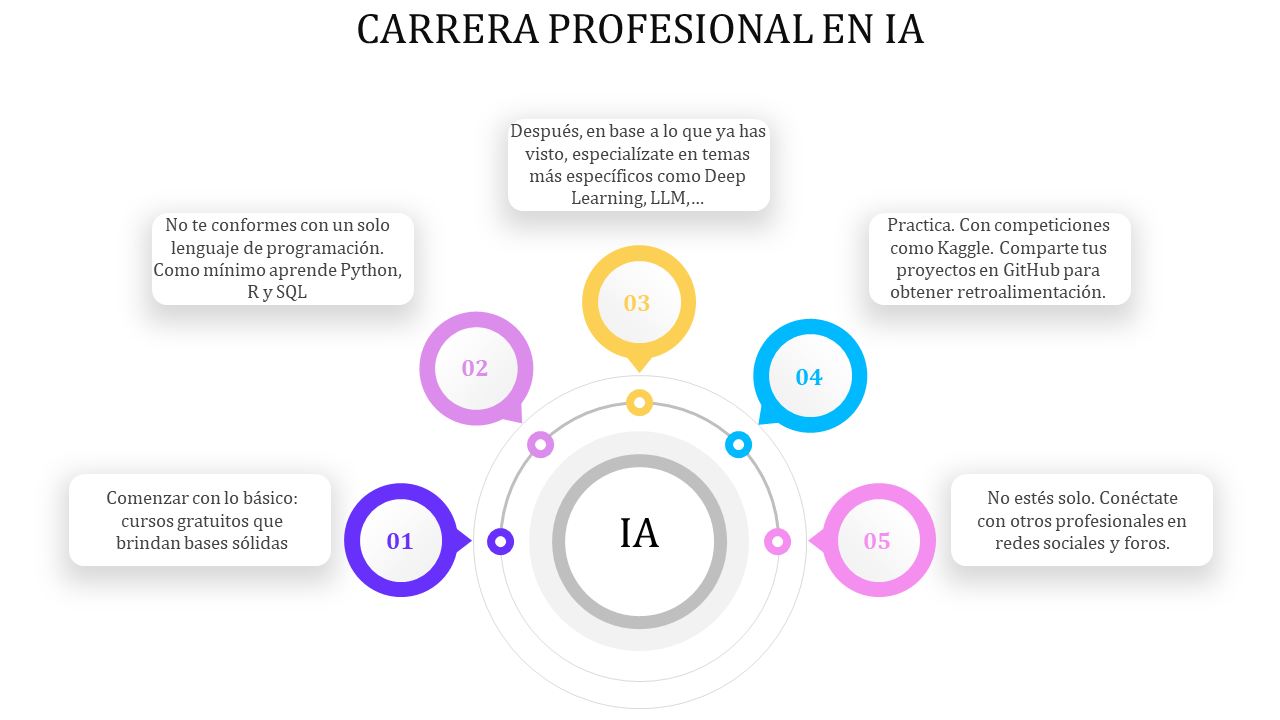 CARRERA PROFESIONAL EN IA
Comenzar con lo básico:
cursos gratuitos que
brindan bases sólidas
01
No te conformes con un solo
lenguaje de programación.
Como mínimo aprende Python,
R y SQL
02
Después, en base a lo que ya has
visto, especialízate en temas
más específicos como Deep
Learning, LLM,...
03
Practica. Con competiciones
como Kaggle. Comparte tus
proyectos en GitHub para
obtener retroalimentación.
04
No estés solo. Conéctate
con otros profesionales en
redes sociales y foros.
05
IA